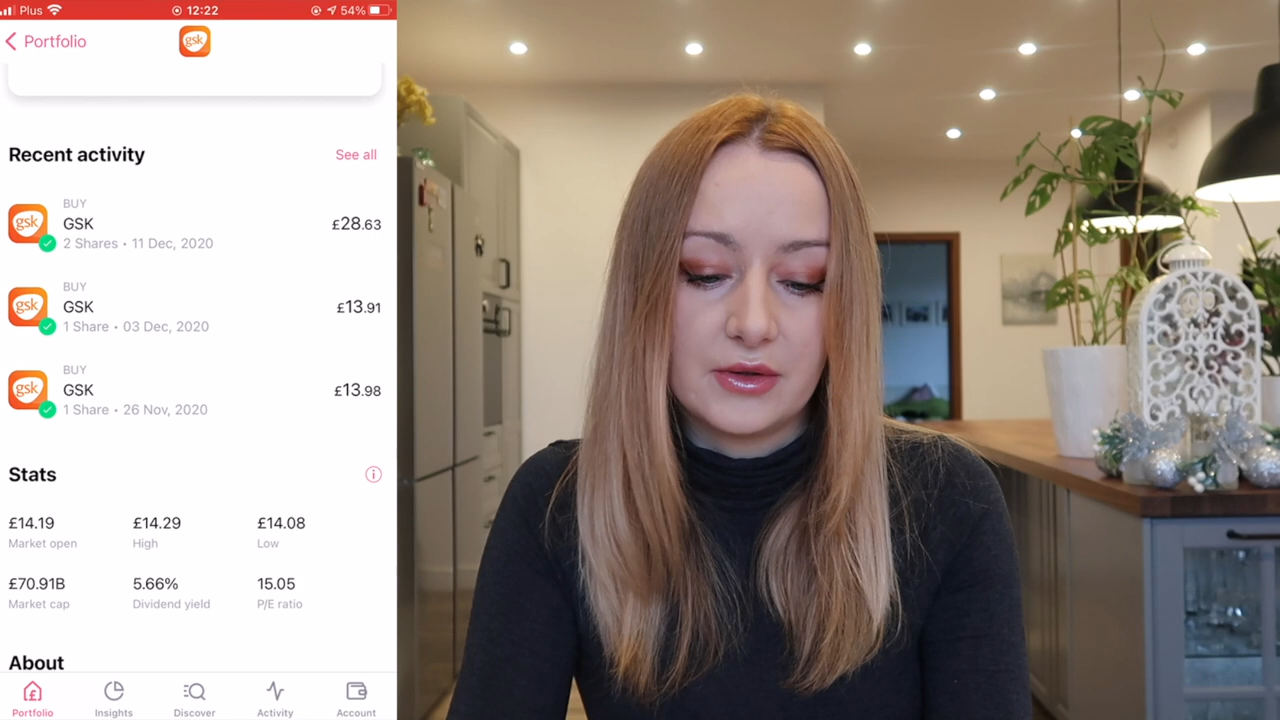 Plus 12:22 54%
Portfolio gsk
Recent activity See all
BUY
gsk GSK £28.63
2 Shares • 11 Dec, 2020
BUY
gsk GSK £13.91
1 Share • 03 Dec, 2020
BUY
gsk GSK £13.98
1 Share • 26 Nov, 2020
Stats
£14.19 £14.29 £14.08
Market open High Low
£70.91B 5.66% 15.05
Market cap Dividend yield P/E ratio
About
Portfolio Insights Discover Activity Account